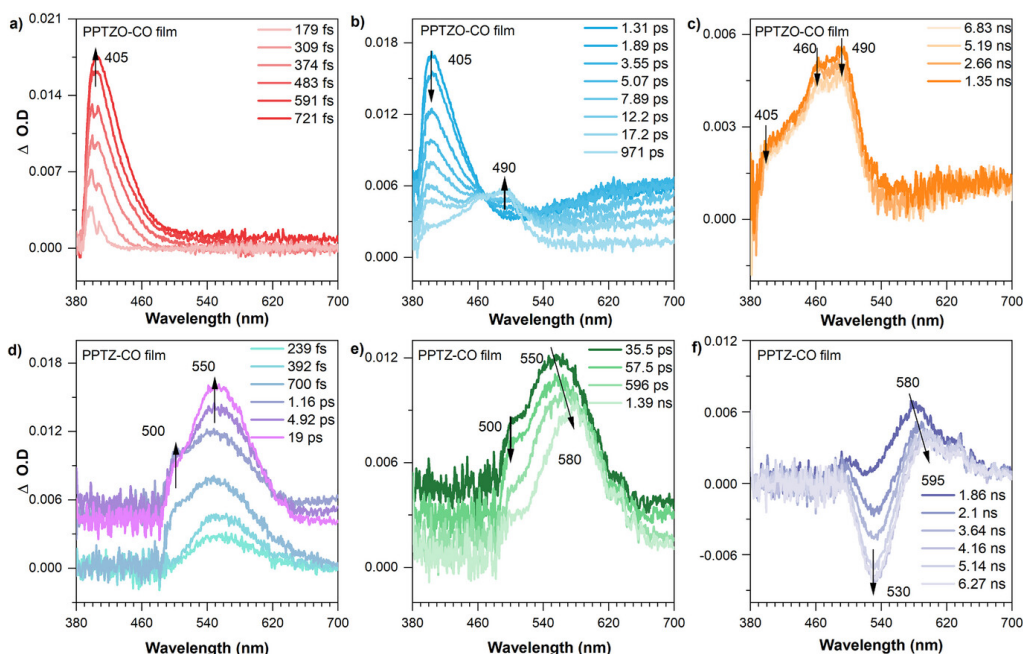 a)
PPTZO-CO film
179 fs
309 fs
374 fs
483 fs
591 fs
721 fs
405
0.021
0.014
0.007
0.000
Δ O.D
380 460 540 620 700
Wavelength (nm)
b)
PPTZO-CO film
1.31 ps
1.89 ps
3.55 ps
5.07 ps
7.89 ps
12.2 ps
17.2 ps
971 ps
405
490
0.018
0.012
0.006
0.000
380 460 540 620 700
Wavelength (nm)
c)
PPTZO-CO film
6.83 ns
5.19 ns
2.66 ns
1.35 ns
460
490
405
0.006
0.003
0.000
380 460 540 620 700
Wavelength (nm)
d)
PPTZ-CO film
239 fs
392 fs
700 fs
1.16 ps
4.92 ps
19 ps
550
500
0.018
0.012
0.006
0.000
Δ O.D
380 460 540 620 700
Wavelength (nm)
e)
PPTZ-CO film
35.5 ps
57.5 ps
596 ps
1.39 ns
550
500
580
0.012
0.006
0.000
380 460 540 620 700
Wavelength (nm)
f)
PPTZ-CO film
580
595
1.86 ns
2.1 ns
3.64 ns
4.16 ns
5.14 ns
6.27 ns
530
0.006
0.000
-0.006
380 460 540 620 700
Wavelength (nm)